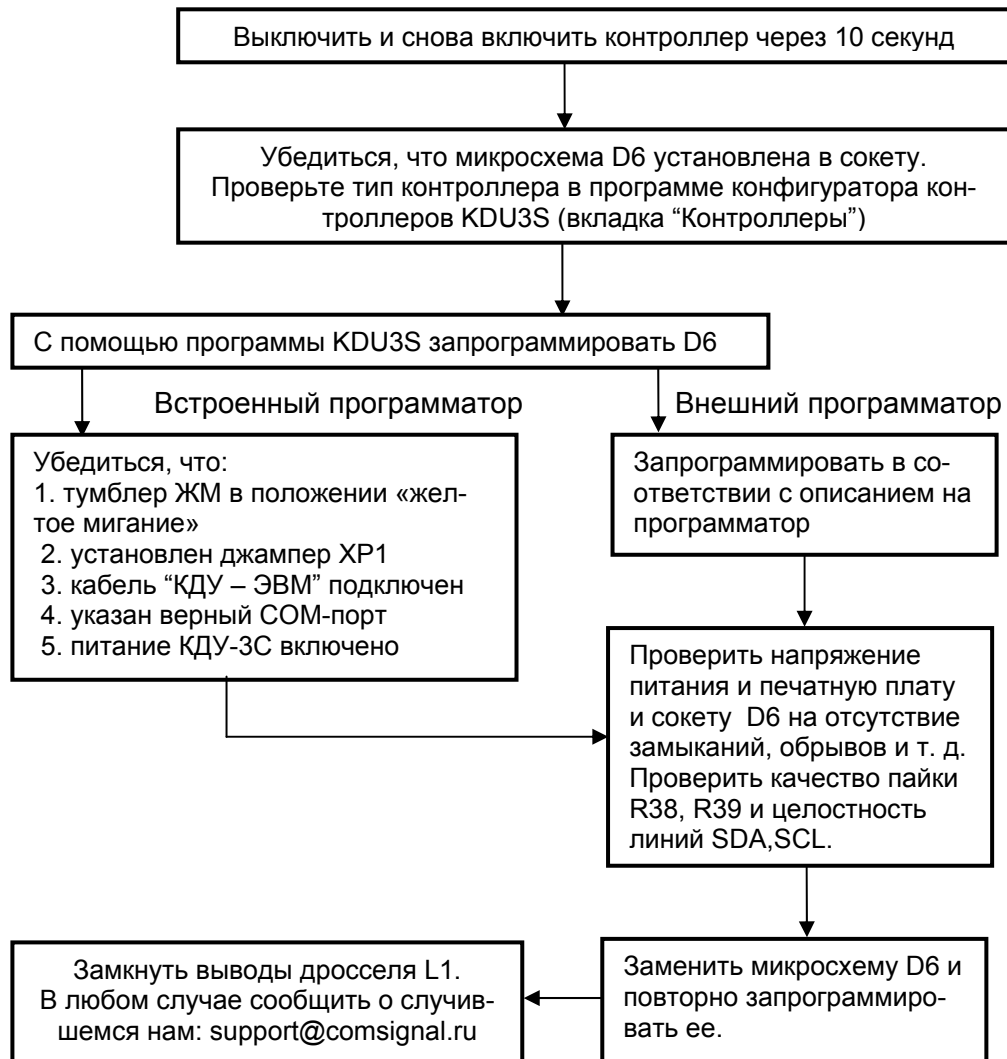 Выключить и снова включить контроллер через 10 секунд
Убедиться, что микросхема D6 установлена в сокету.
Проверьте тип контроллера в программе конфигуратора кон-
троллеров KDU3S (вкладка “Контроллеры”)
С помощью программы KDU3S запрограммировать D6
Встроенный программатор
Убедиться, что:
1. тумблер ЖМ в положении «жел-
тое мигание»
2. установлен джампер XP1
3. кабель “КДУ – ЭВМ” подключен
4. указан верный COM-порт
5. питание КДУ-3С включено
Внешний программатор
Запрограммировать в со-
ответствии с описанием на
программатор
Проверить напряжение
питания и печатную плату
и сокету D6 на отсутствие
замыканий, обрывов и т. д.
Проверить качество пайки
R38, R39 и целостность
линий SDA,SCL.
Заменить микросхему D6 и
повторно запрограммиро-
вать ее.
Замкнуть выводы дросселя L1.
В любом случае сообщить о случив-
шемся нам: support@comsignal.ru